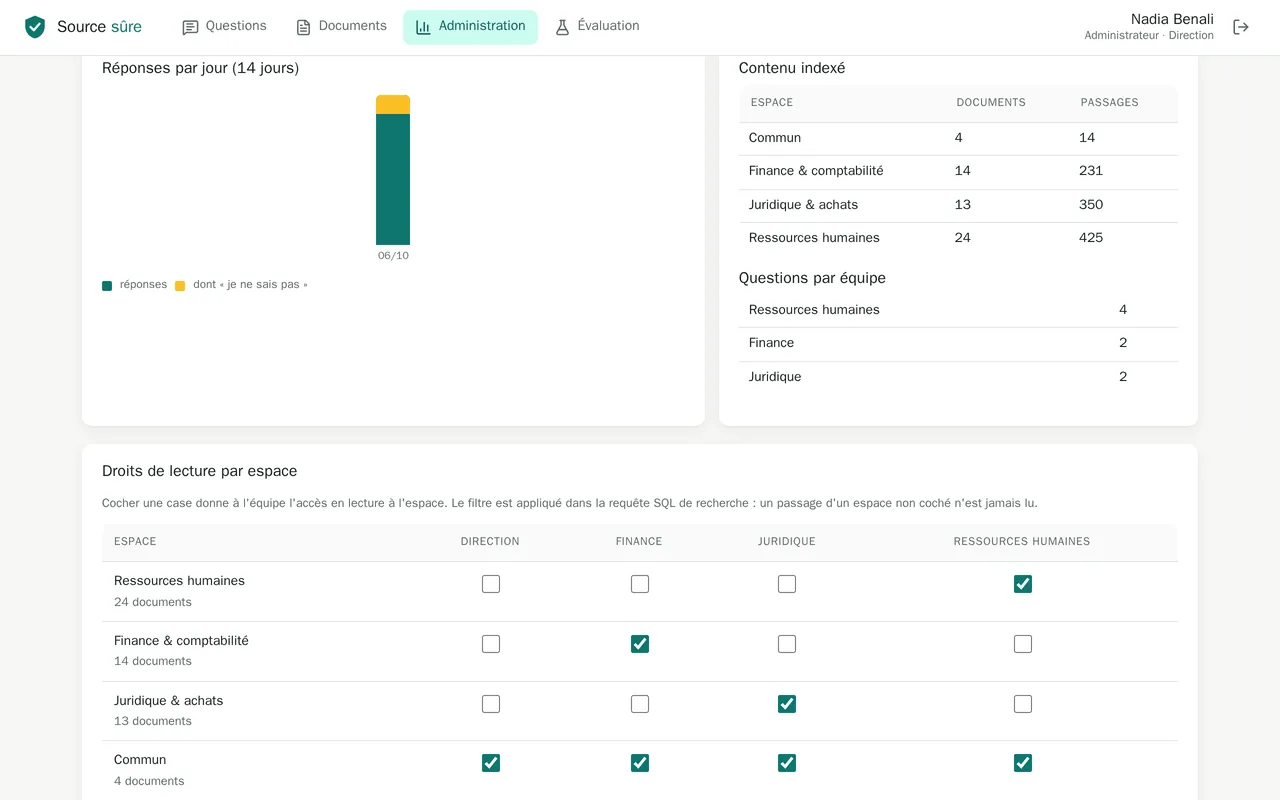 Source sûre
Questions
Documents
Administration
Évaluation
Nadia Benali
Administrateur · Direction
Réponses par jour (14 jours)
06/10
réponses
dont « je ne sais pas »
Contenu indexé
ESPACE DOCUMENTS PASSAGES
Commun 4 14
Finance & comptabilité 14 231
Juridique & achats 13 350
Ressources humaines 24 425
Questions par équipe
Ressources humaines 4
Finance 2
Juridique 2
Droits de lecture par espace
Cocher une case donne à l'équipe l'accès en lecture à l'espace. Le filtre est appliqué dans la requête SQL de recherche : un passage d'un espace non coché n'est jamais lu.
ESPACE DIRECTION FINANCE JURIDIQUE RESSOURCES HUMAINES
Ressources humaines
24 documents
Finance & comptabilité
14 documents
Juridique & achats
13 documents
Commun
4 documents